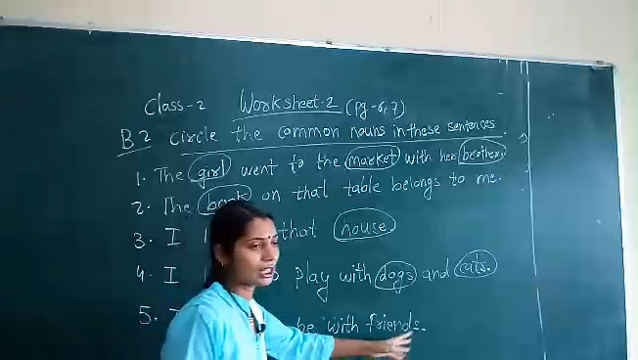 Class-2 Worksheet-2 (Pg-6,7)
B2 circle the common nouns in these sentences.
1. The girl went to the market with her brother.
2. The book on that table belongs to me.
3. I that house
4. I play with dogs and cats.
5. be with friends.